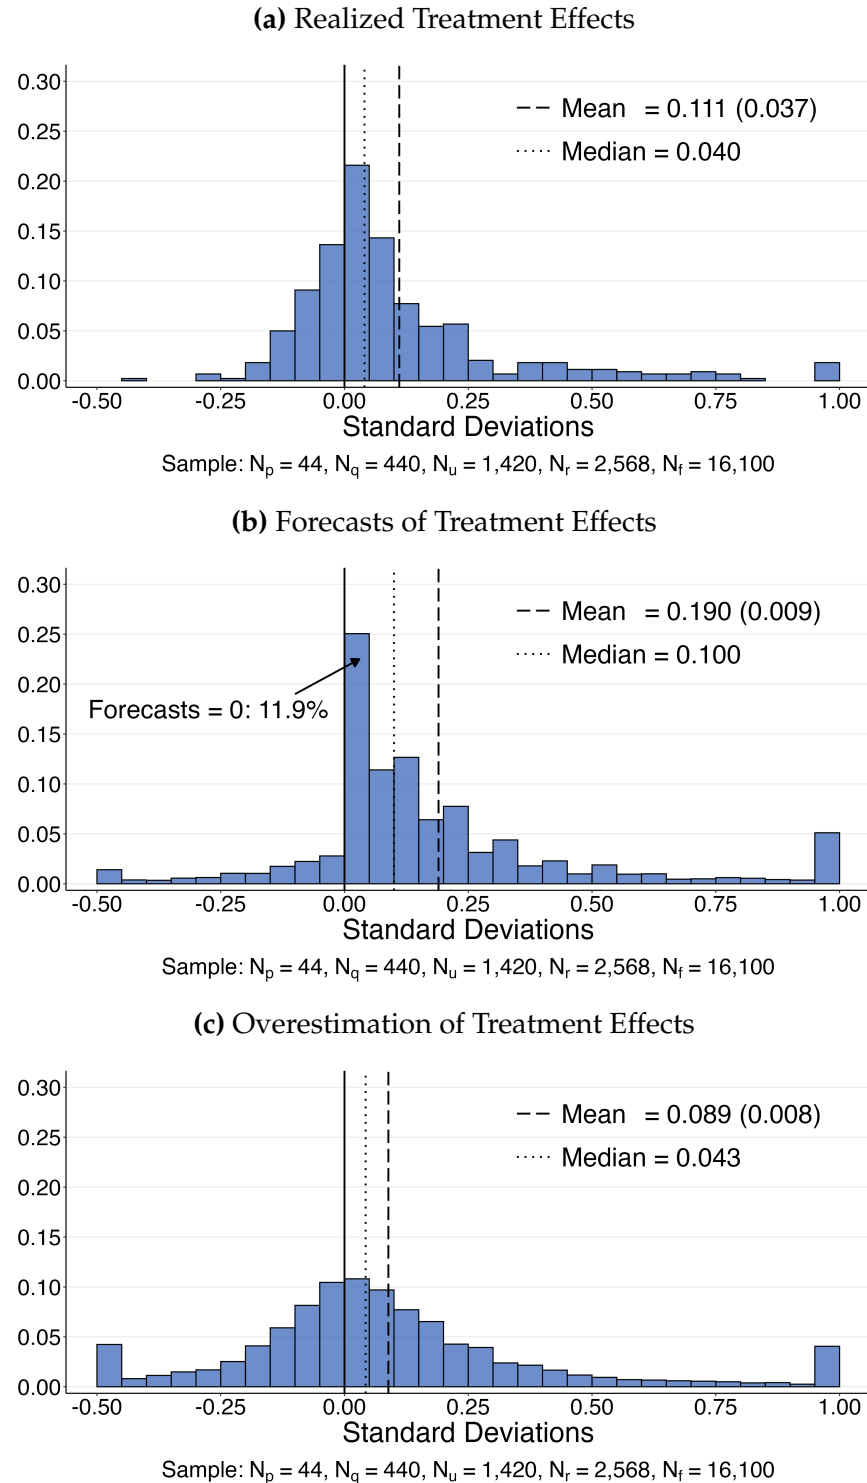 (a) Realized Treatment Effects
0.30
0.25
0.20
0.15
0.10
0.05
0.00
Mean = 0.111 (0.037)
Median = 0.040
-0.50 -0.25 0.00 0.25 0.50 0.75 1.00
Standard Deviations
Sample: Np = 44, Nq = 440, Nu = 1,420, Nr = 2,568, Nf = 16,100
(b) Forecasts of Treatment Effects
0.30
0.25
0.20
0.15
0.10
0.05
0.00
Mean = 0.190 (0.009)
Median = 0.100
Forecasts = 0: 11.9%
-0.50 -0.25 0.00 0.25 0.50 0.75 1.00
Standard Deviations
Sample: Np = 44, Nq = 440, Nu = 1,420, Nr = 2,568, Nf = 16,100
(c) Overestimation of Treatment Effects
0.30
0.25
0.20
0.15
0.10
0.05
0.00
Mean = 0.089 (0.008)
Median = 0.043
-0.50 -0.25 0.00 0.25 0.50 0.75 1.00
Standard Deviations
Sample: Np = 44, Nq = 440, Nu = 1,420, Nr = 2,568, Nf = 16,100